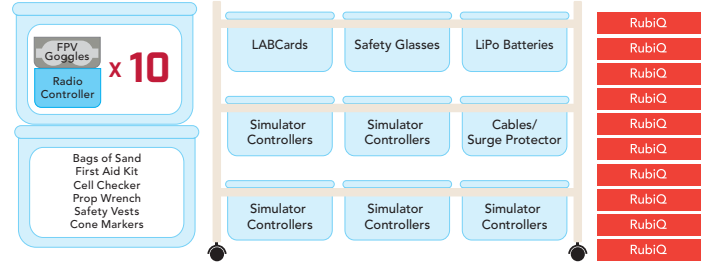 FPV
Goggles
Radio
Controller
x 10
Bags of Sand
First Aid Kit
Cell Checker
Prop Wrench
Safety Vests
Cone Markers
LABCards
Safety Glasses
LiPo Batteries
Simulator
Controllers
Simulator
Controllers
Cables/
Surge Protector
Simulator
Controllers
Simulator
Controllers
Simulator
Controllers
RubiQ
RubiQ
RubiQ
RubiQ
RubiQ
RubiQ
RubiQ
RubiQ
RubiQ
RubiQ